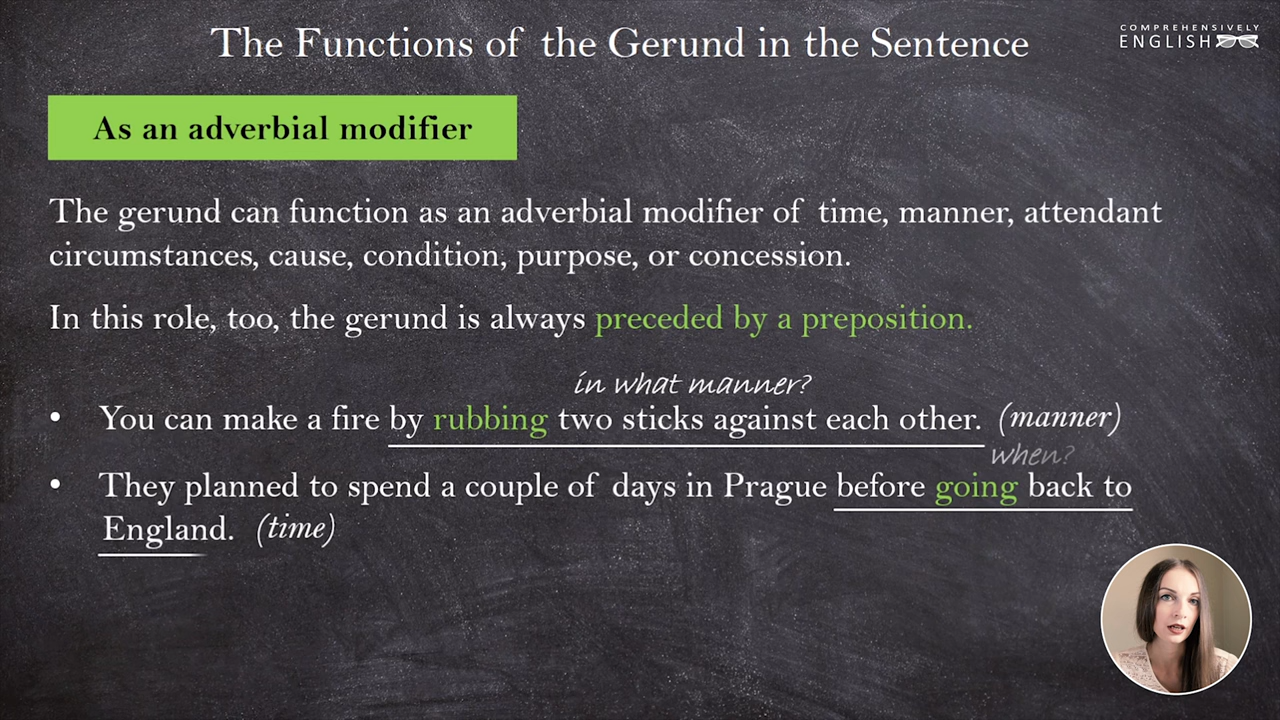 The Functions of the Gerund in the Sentence
COMPREHENSIVELY
ENGLISH
As an adverbial modifier
The gerund can function as an adverbial modifier of time, manner, attendant
circumstances, cause, condition, purpose, or concession.
In this role, too, the gerund is always preceded by a preposition.
in what manner?
• You can make a fire by rubbing two sticks against each other. (manner)
when?
• They planned to spend a couple of days in Prague before going back to
England. (time)